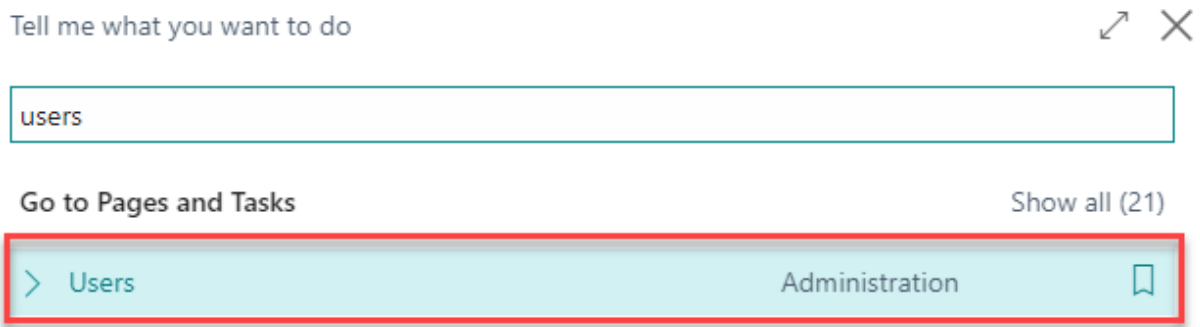 Tell me what you want to do
users
Go to Pages and Tasks Show all (21)
Users Administration